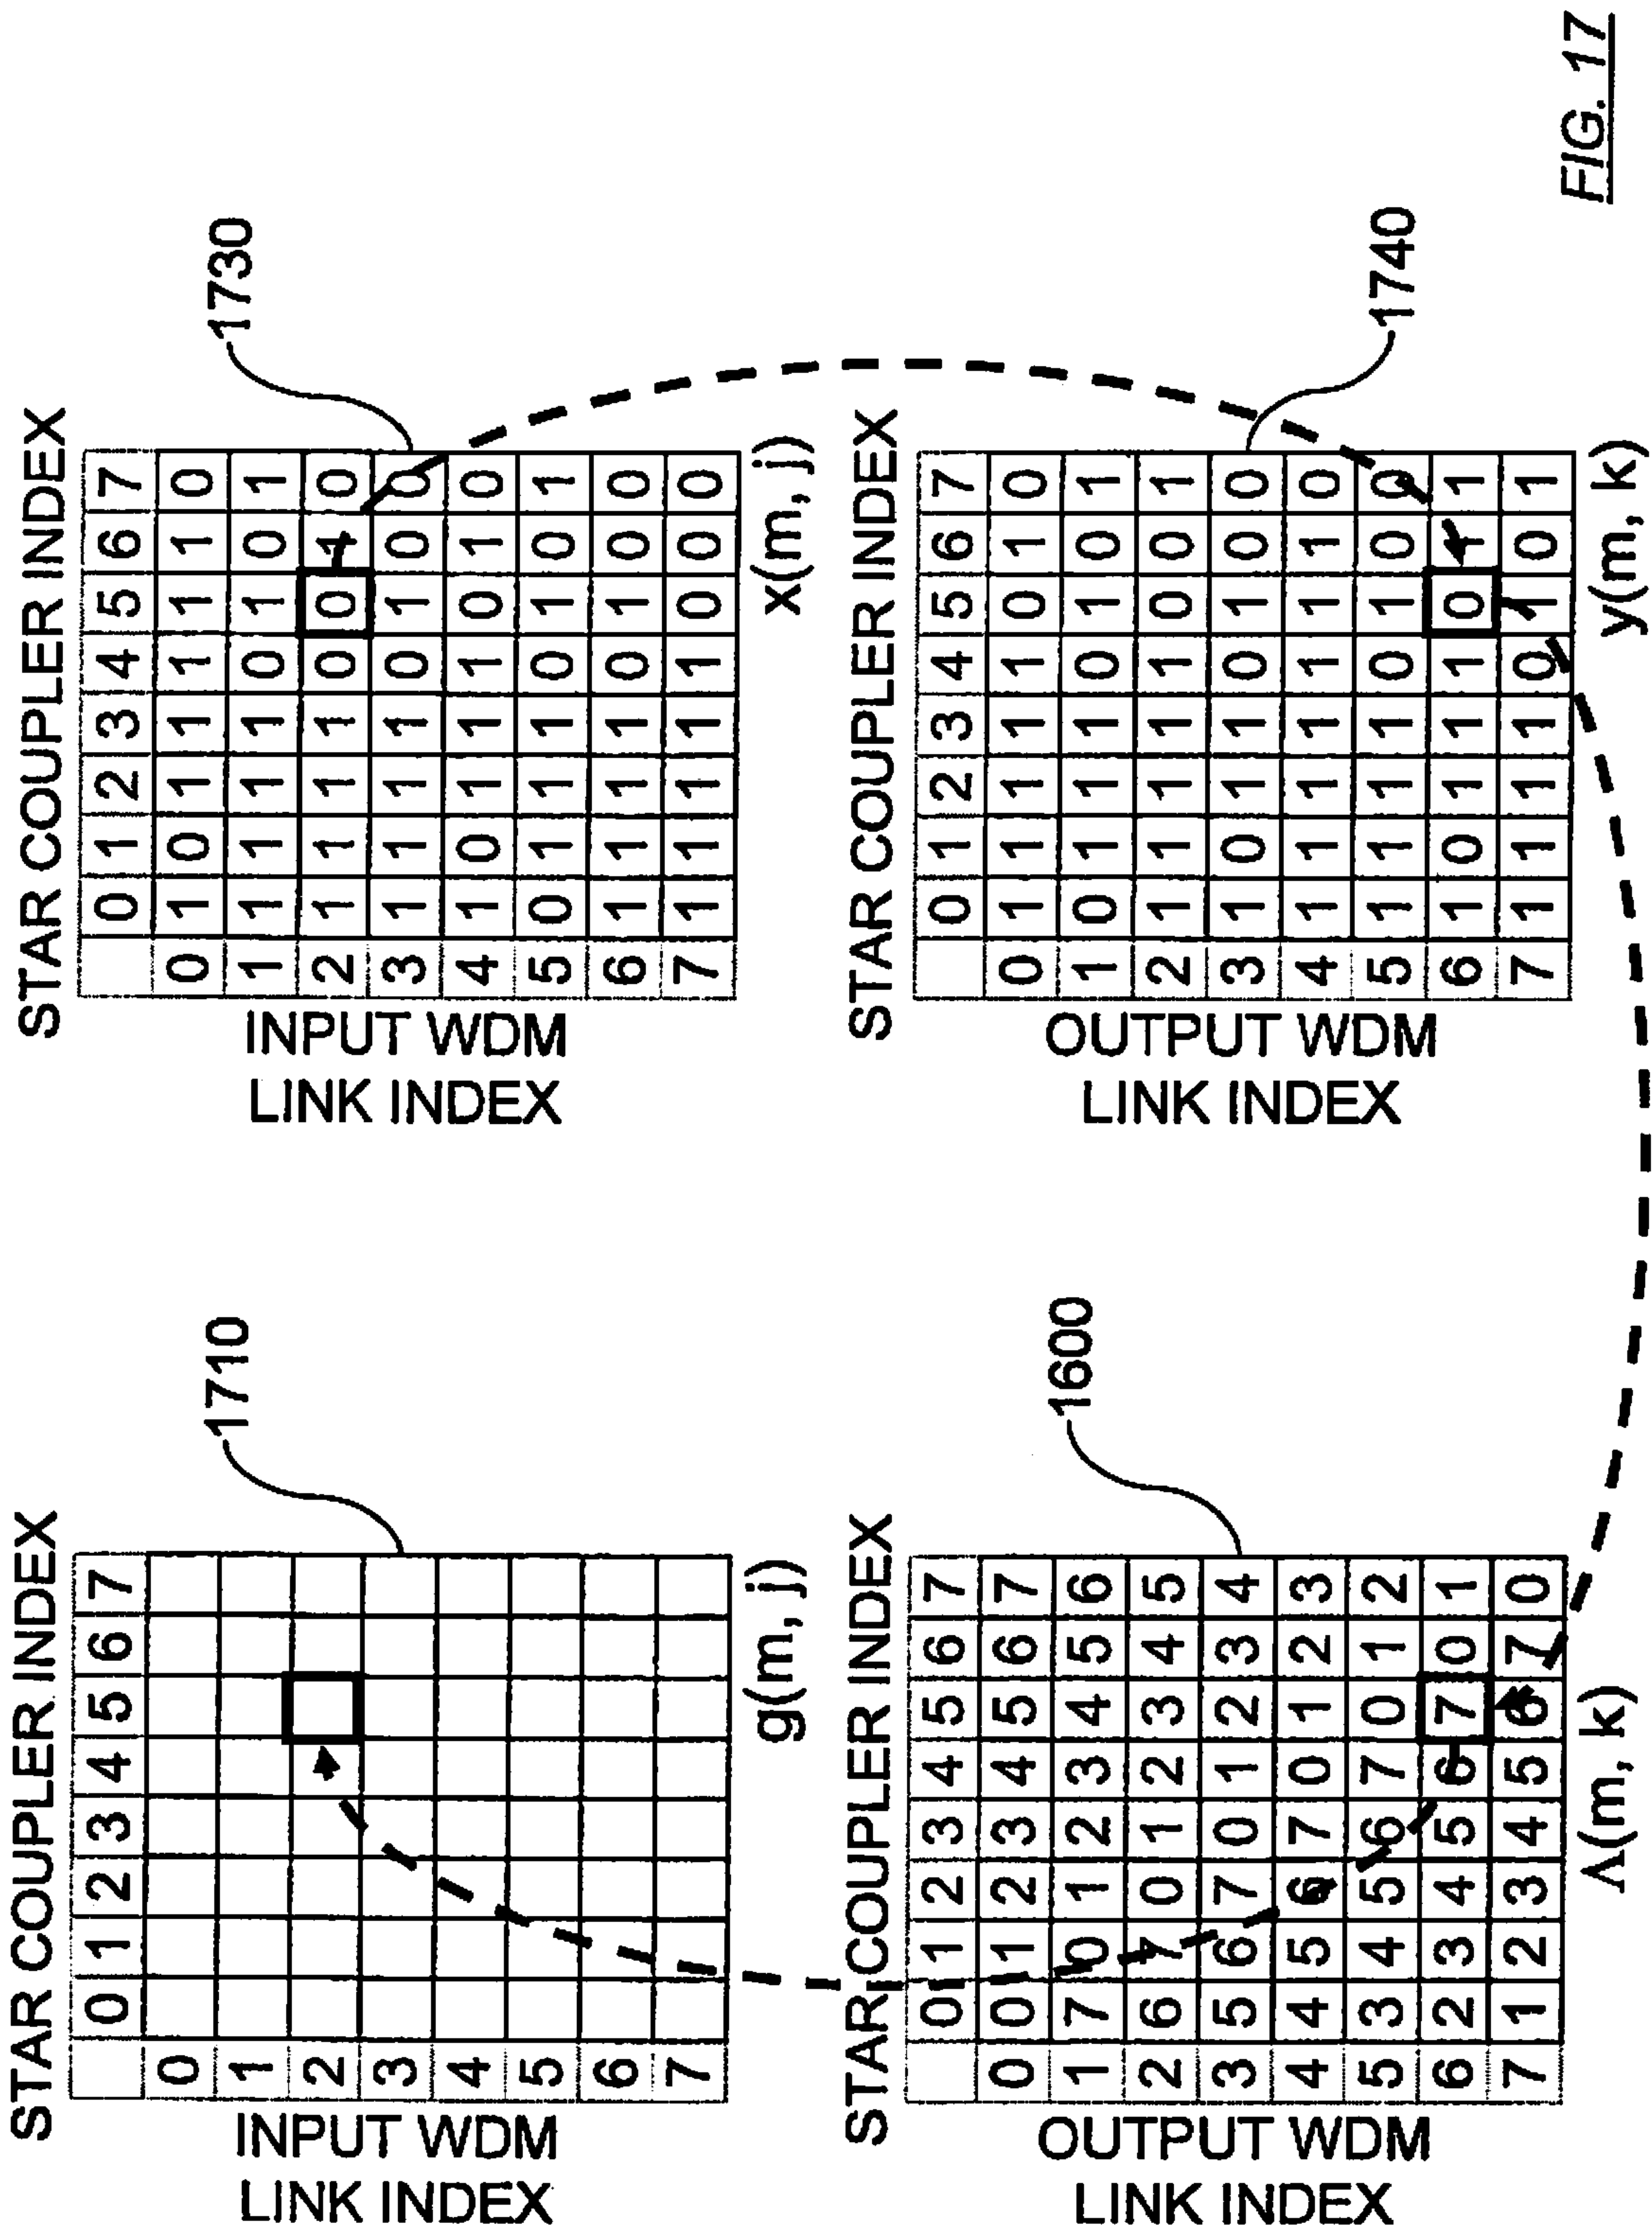 STAR COUPLER INDEX
0 1 2 3 4 5 6 7
0
1
2
3
4
5
6
7
INPUT WDM
LINK INDEX
g(m, j)
1710
STAR COUPLER INDEX
0 1 2 3 4 5 6 7
0 1 0 1 1 1 1 1 0
1 1 1 1 1 0 1 0 1
2 1 1 1 1 0 0 1 0
3 1 1 1 1 0 1 0 0
4 1 0 1 1 1 0 1 0
5 0 1 1 1 0 1 0 1
6 1 1 1 1 0 1 0 0
7 1 1 1 1 1 0 0 0
INPUT WDM
LINK INDEX
x(m, j)
1730
STAR COUPLER INDEX
0 1 2 3 4 5 6 7
0 0 1 2 3 4 5 6 7
1 7 0 1 2 3 4 5 6
2 6 7 0 1 2 3 4 5
3 5 6 7 0 1 2 3 4
4 4 5 6 7 0 1 2 3
5 3 4 5 6 7 0 1 2
6 2 3 4 5 6 7 0 1
7 1 2 3 4 5 6 7 0
OUTPUT WDM
LINK INDEX
Λ(m, k)
1600
STAR COUPLER INDEX
0 1 2 3 4 5 6 7
0 1 1 1 1 1 0 1 0
1 0 1 1 1 0 1 0 1
2 1 1 1 1 1 0 0 1
3 1 0 1 1 0 1 0 0
4 1 1 1 1 1 1 1 0
5 1 1 1 1 0 1 0 0
6 1 0 1 1 1 0 1 1
7 1 1 1 1 0 1 0 1
OUTPUT WDM
LINK INDEX
y(m, k)
1740
FIG. 17